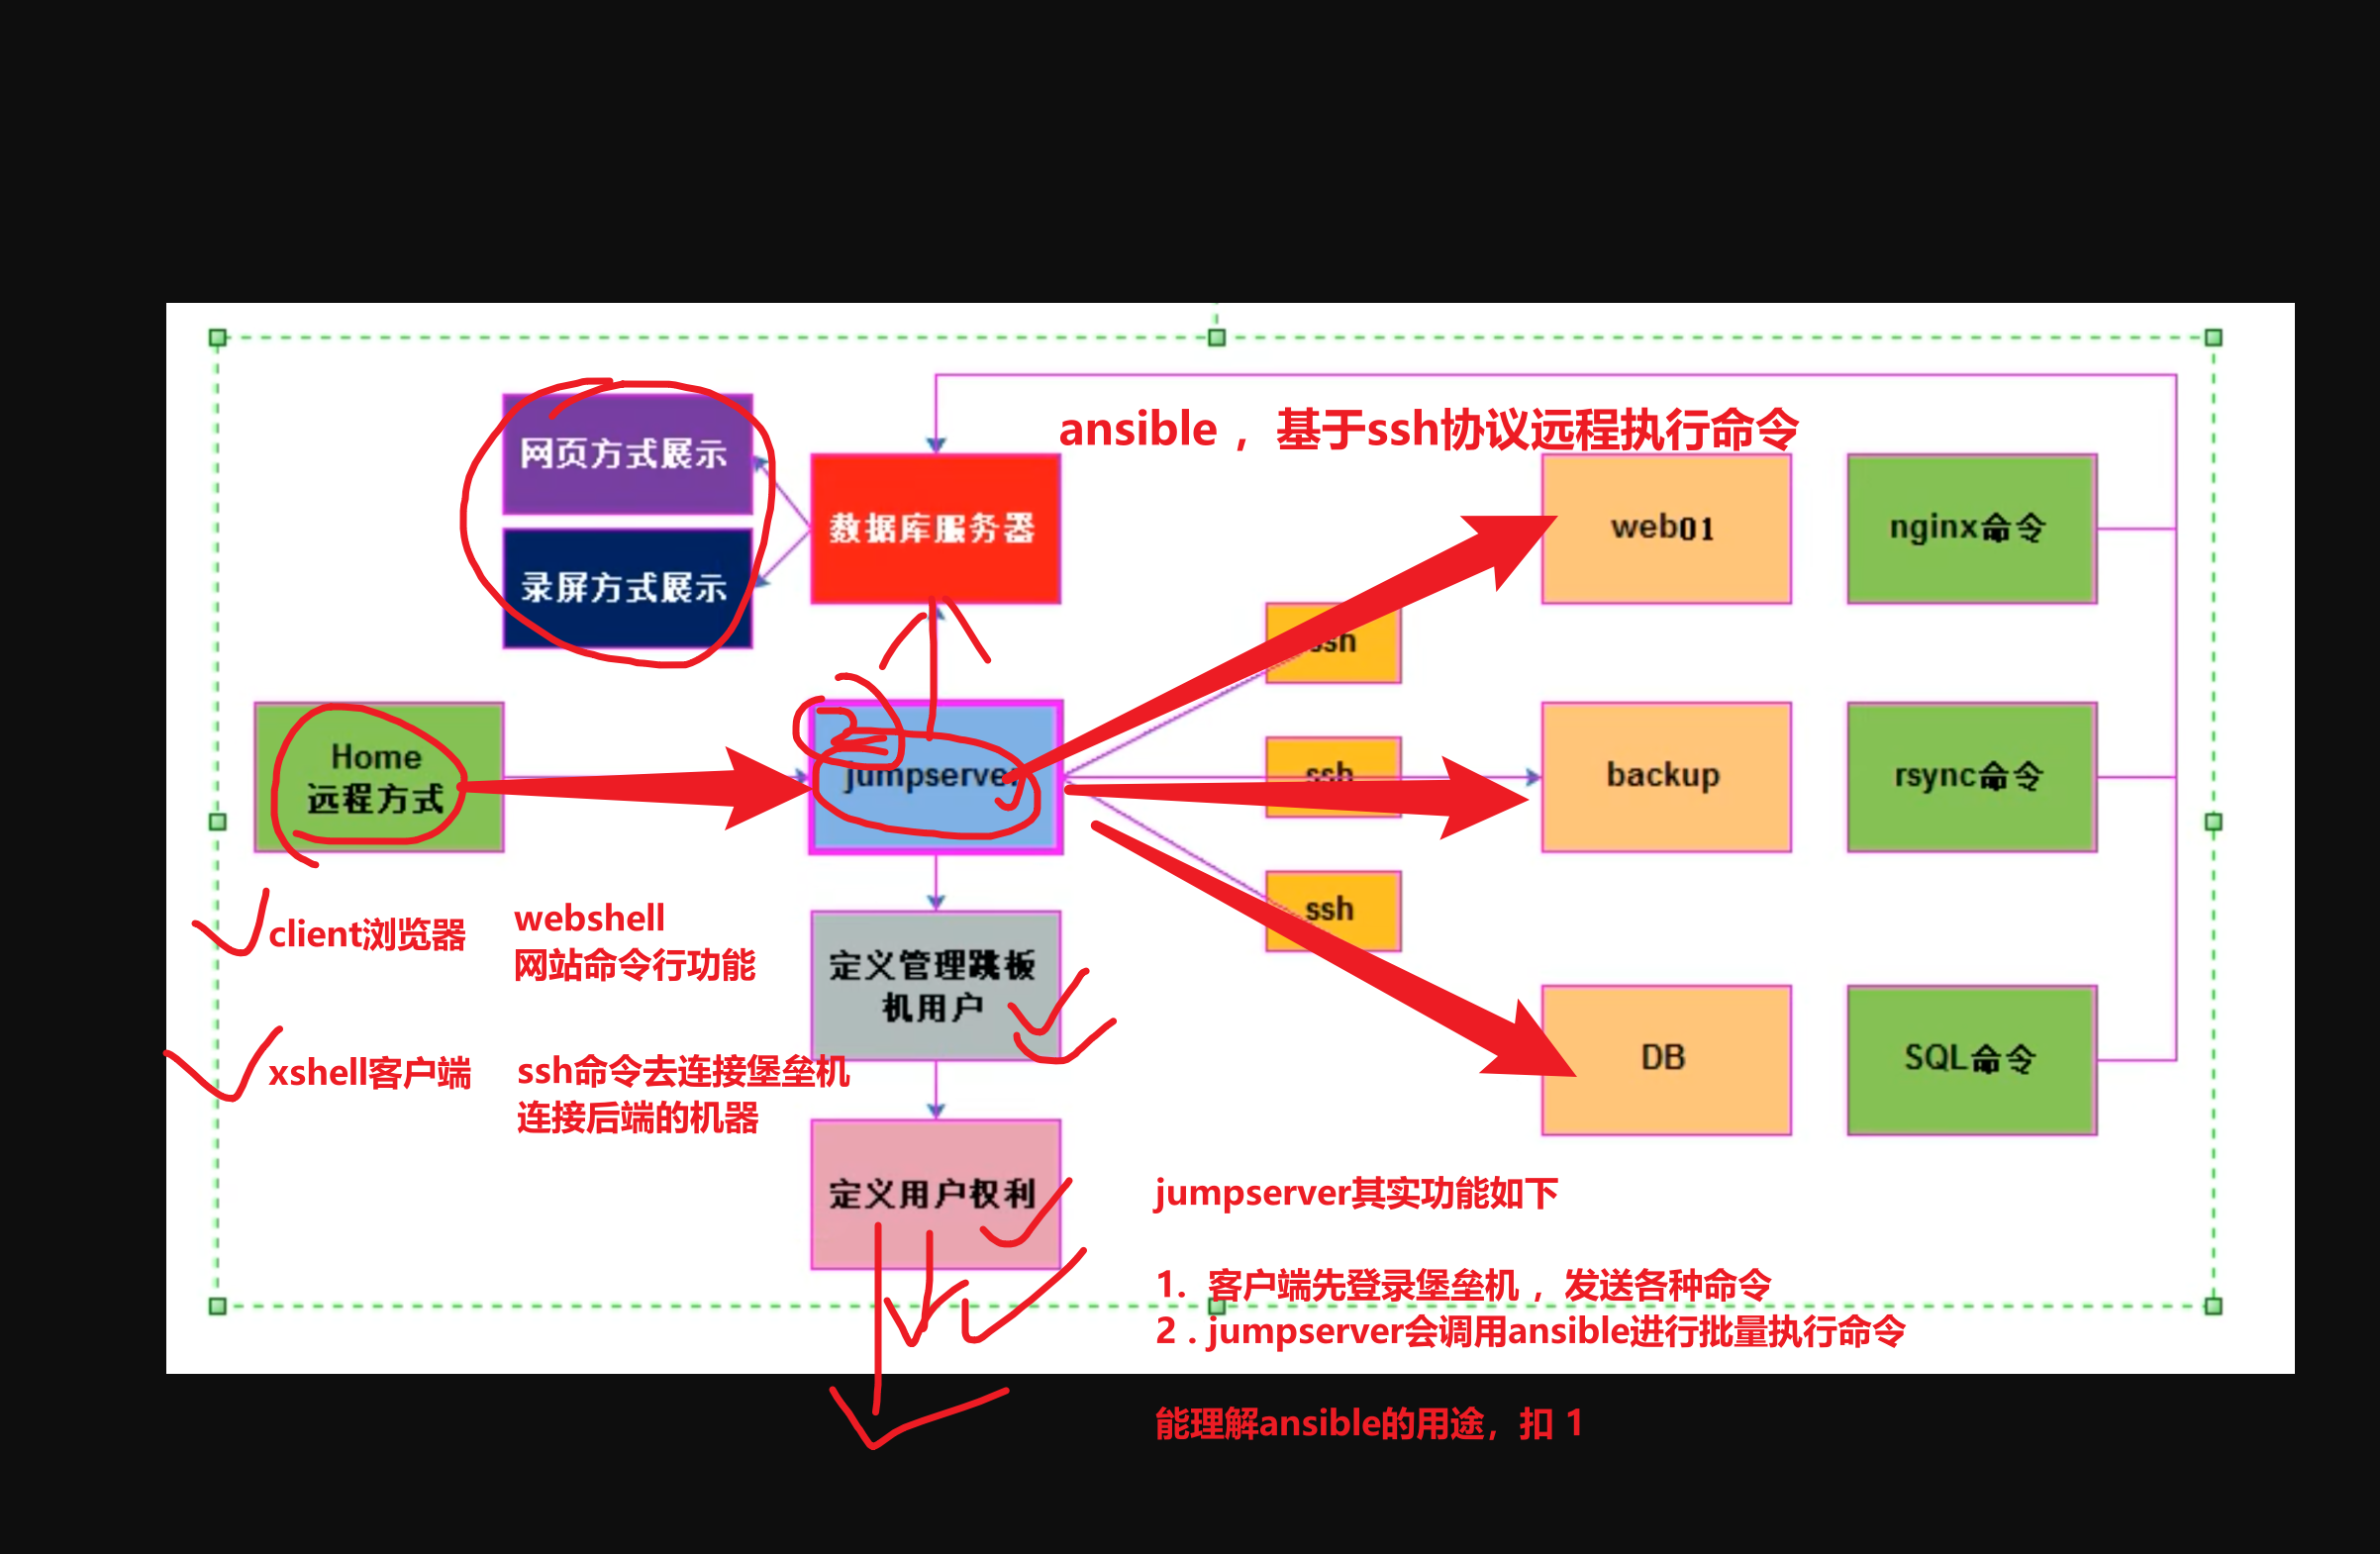 ansible ，基于ssh协议远程执行命令
网页方式展示
录屏方式展示
数据库服务器
web01
nginx命令
ssh
Home
远程方式
jumpserver
ssh
backup
rsync命令
ssh
client浏览器
webshell
网站命令行功能
定义管理跳板
机用户
xshell客户端
ssh命令去连接堡垒机
连接后端的机器
DB
SQL命令
定义用户权利
jumpserver其实功能如下
1. 客户端先登录堡垒机 ，发送各种命令
2 . jumpserver会调用ansible进行批量执行命令
能理解ansible的用途，扣 1